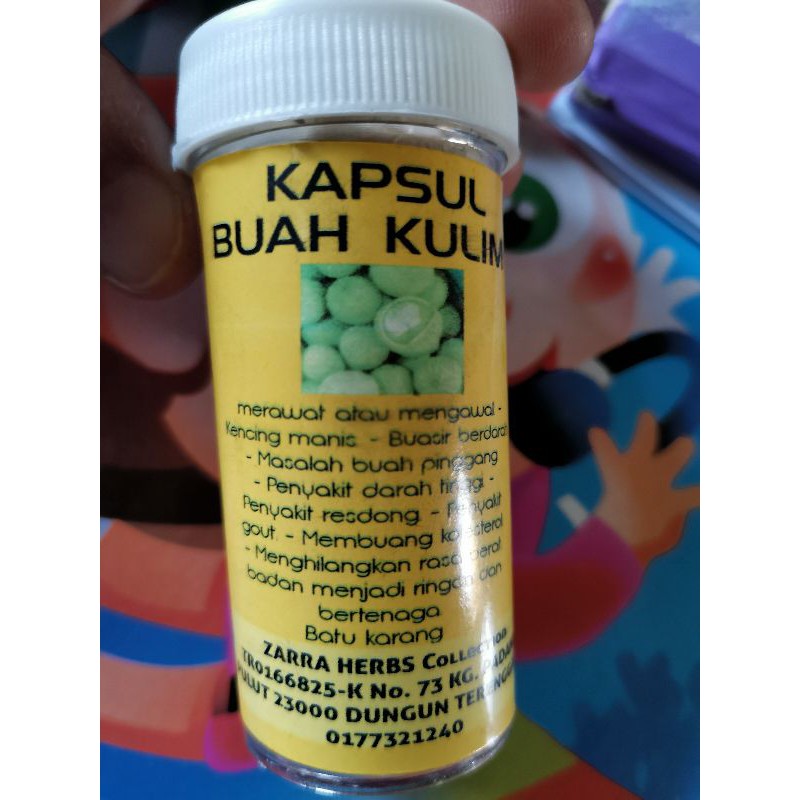 KAPSUL
BUAH KULIM
merawat atau mengawal -
Kencing manis - Buasir berdarah
- Masalah buah pinggang
- Penyakit darah tinggi -
Penyakit resdong - Penyakit
gout - Membuang kolesterol
- Menghilangkan rasa berat
badan menjadi ringan dan
bertenaga
Batu karang
ZARRA HERBS Collection
TR0166825-K No. 73 KG.
PULUT 23000 DUNGUN
0177321240